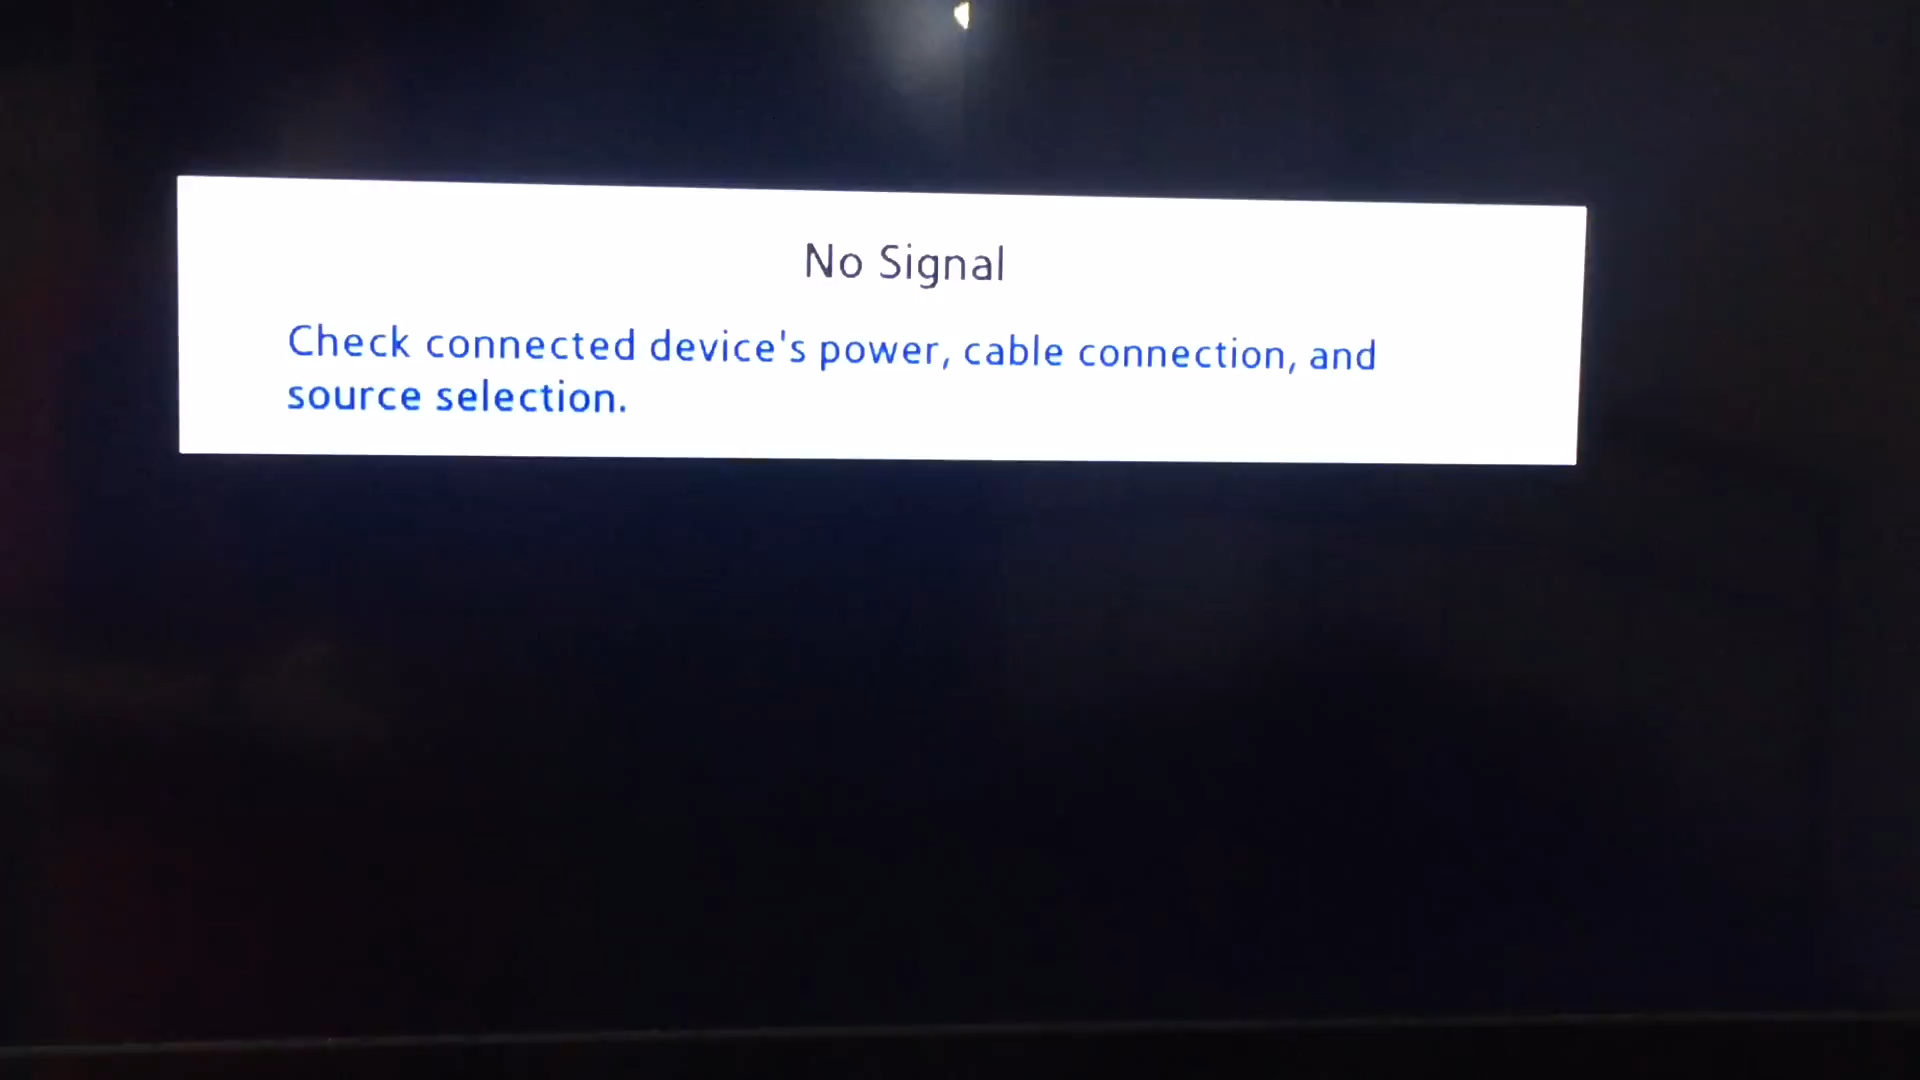 No Signal
Check connected device's power, cable connection, and
source selection.